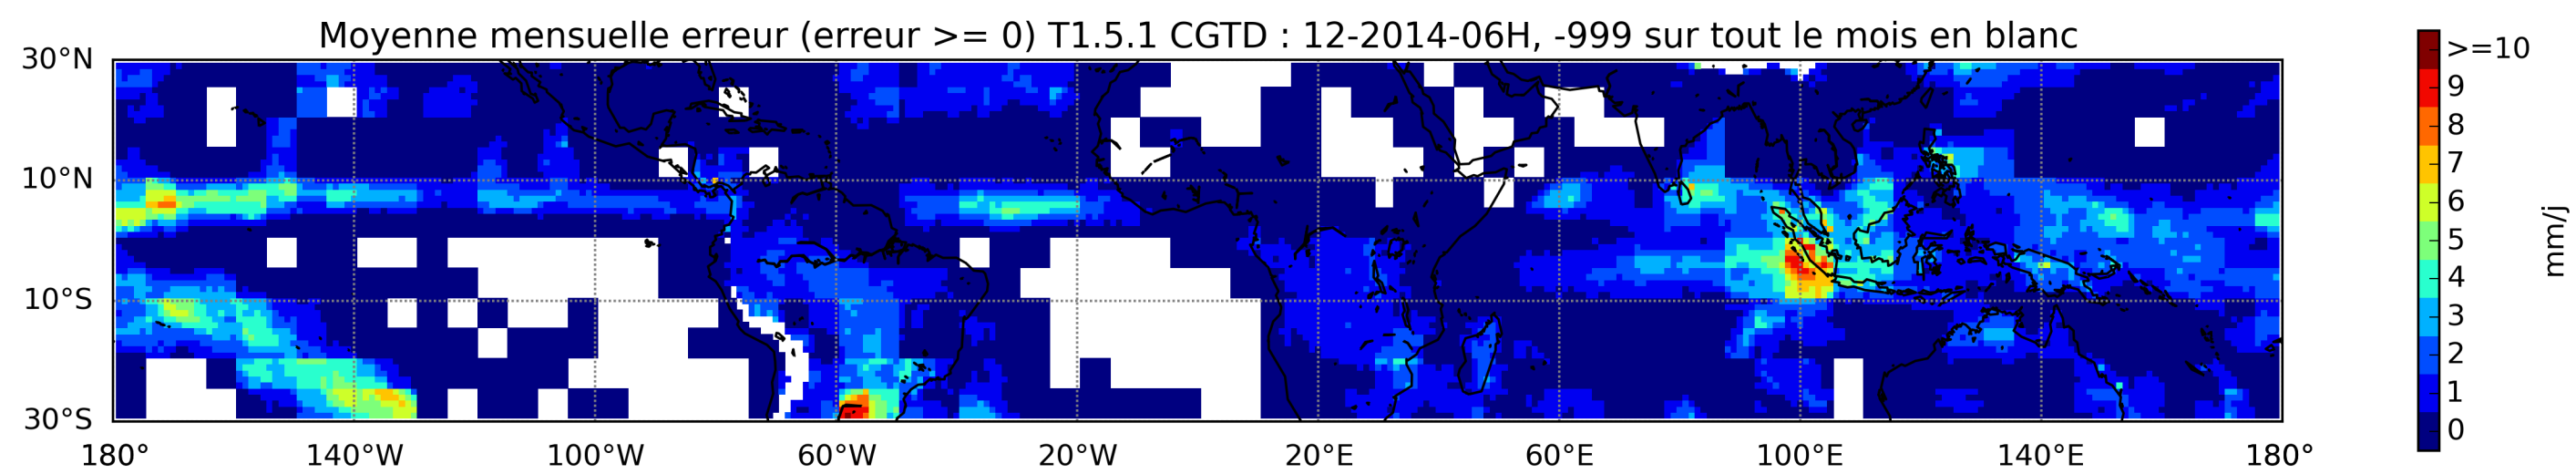 Moyenne mensuelle erreur (erreur >= 0) T1.5.1 CGTD : 12-2014-06H, -999 sur tout le mois en blanc
30°N
10°N
10°S
30°S
180°
140°W
100°W
60°W
20°W
20°E
60°E
100°E
140°E
180°
>=10
9
8
7
6
5
4
3
2
1
0
mm/j